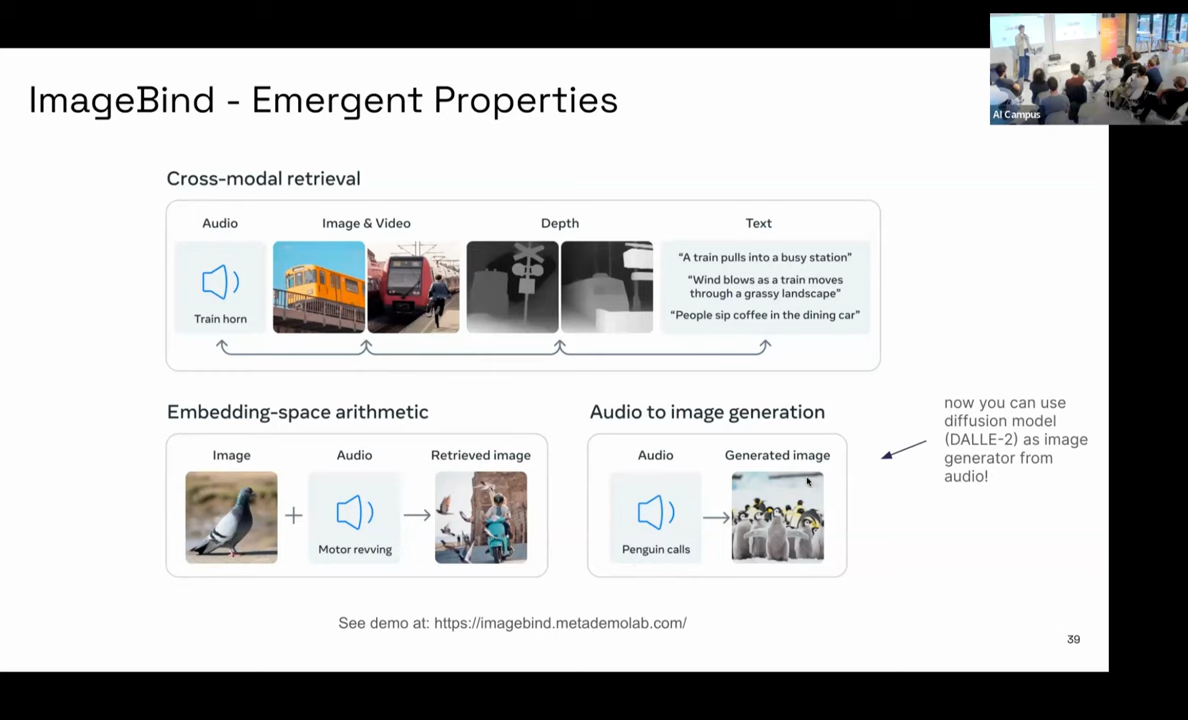 ImageBind - Emergent Properties
AI Campus
Cross-modal retrieval
Audio
Image & Video
Depth
Text
Train horn
“A train pulls into a busy station”
“Wind blows as a train moves
through a grassy landscape”
“People sip coffee in the dining car”
Embedding-space arithmetic
Image
Audio
Retrieved image
Motor revving
Audio to image generation
Audio
Generated image
Penguin calls
now you can use
diffusion model
(DALLE-2) as image
generator from
audio!
See demo at: https://imagebind.metademolab.com/
39